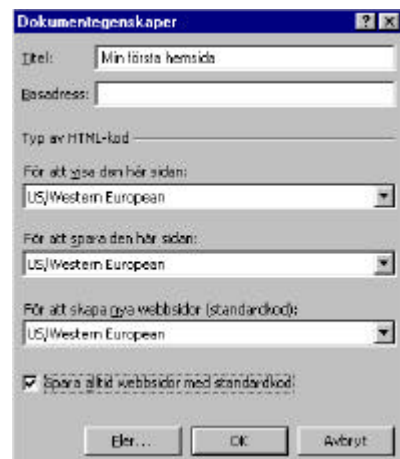 Dokumentegenskaper
Titel: Min första hemsida
Basadress:
Typ av HTML-kod
För att visa den här sidan:
US/Western European
För att spara den här sidan:
US/Western European
För att skapa nya webbsidor (standardkod):
US/Western European
Spara alltid webbsidor med standardkod
Fler... OK Avbryt